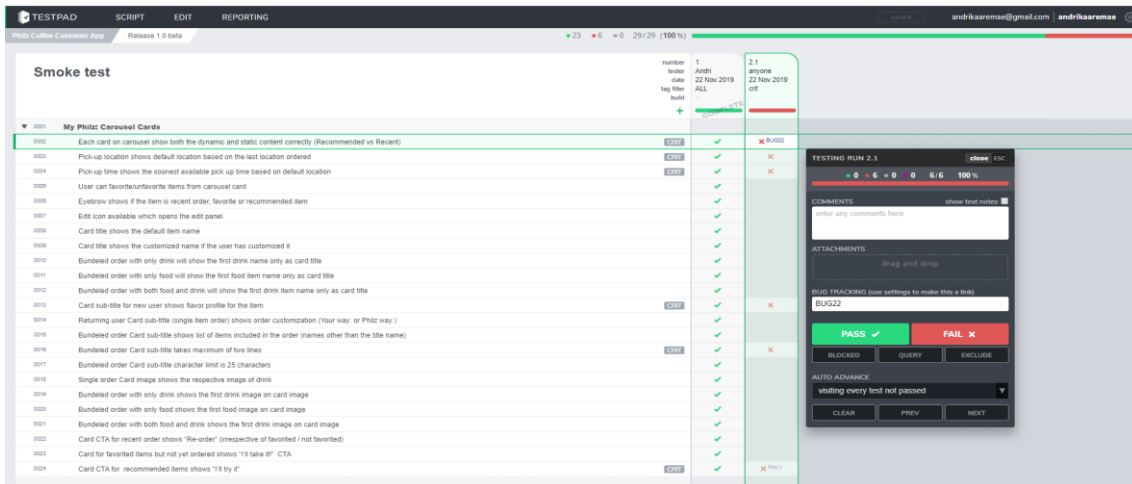 TESTPAD SCRIPT EDIT REPORTING saved andrikaaremae@gmail.com | andrikaaremae
Philz Coffee Customer App Release 1.0 beta 23 6 0 29/29 (100%)
Smoke test
number 1 2.1
tester Andri anyone
date 22 Nov 2019 22 Nov 2019
tag filter ALL crit
build
COMPLETE
0001 My Philz: Carousel Cards
0002 Each card on carousel show both the dynamic and static content correctly (Recommended vs Recent) CRIT BUG22
0003 Pick-up location shows default location based on the last location ordered CRIT
0004 Pick-up time shows the soonest available pick up time based on default location CRIT
0005 User can favorite/unfavorite items from carousel card
0006 Eyebrow shows if the item is recent order, favorite or recommended item
0007 Edit icon available which opens the edit panel
0008 Card title shows the default item name
0009 Card title shows the customized name if the user has customized it
0010 Bundeled order with only drink will show the first drink name only as card title
0011 Bundeled order with only food will show the first food item name only as card title
0012 Bundeled order with both food and drink will show the first drink item name only as card title
0013 Card sub-title for new user shows flavor profile for the item CRIT
0014 Returning user Card sub-title (single item order) shows order customization (Your way: or Philz way:)
0015 Bundeled order Card sub-title shows list of items included in the order (names other than the title name)
0016 Bundeled order Card sub-title takes maximum of two lines CRIT
0017 Bundeled order Card sub-title character limit is 25 characters
0018 Single order Card image shows the respective image of drink
0019 Bundeled order with only drink shows the first drink image on card image
0020 Bundeled order with only food shows the first food image on card image
0021 Bundeled order with both food and drink shows the first drink image on card image
0022 Card CTA for recent order shows "Re-order" (irrespective of favorited / not favorited)
0023 Card for favorited items but not yet ordered shows "I'll take it!" CTA
0024 Card CTA for recommended items shows "I'll try it" CRIT
TESTING RUN 2.1 close ESC
0 6 0 0 6/6 100%
COMMENTS show test notes
enter any comments here
ATTACHMENTS
drag and drop
BUG TRACKING (use settings to make this a link)
BUG22
PASS FAIL
BLOCKED QUERY EXCLUDE
AUTO ADVANCE
visiting every test not passed
CLEAR PREV NEXT